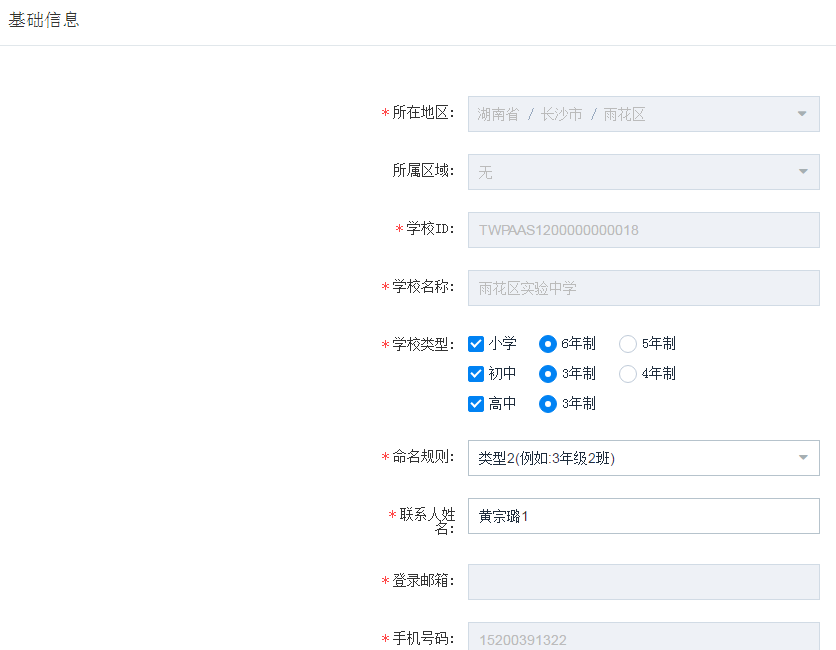 基础信息
*所在地区: 湖南省 / 长沙市 / 雨花区
所属区域: 无
*学校ID: TWPAAS1200000000018
*学校名称: 雨花区实验中学
*学校类型: 小学 6年制 5年制
初中 3年制 4年制
高中 3年制
*命名规则: 类型2(例如:3年级2班)
*联系人姓
名: 黄宗璐1
*登录邮箱:
*手机号码: 15200391322